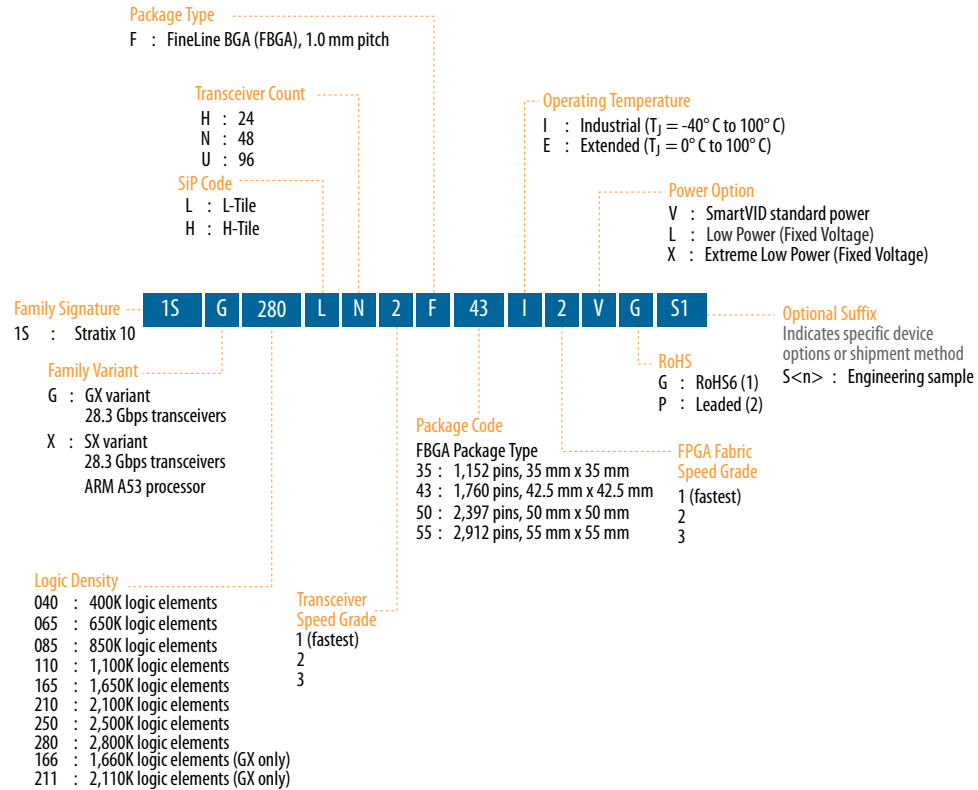 Package Type
F : FineLine BGA (FBGA), 1.0 mm pitch
Transceiver Count
H : 24
N : 48
U : 96
Operating Temperature
I : Industrial (TJ = -40° C to 100° C)
E : Extended (TJ = 0° C to 100° C)
SiP Code
L : L-Tile
H : H-Tile
Power Option
V : SmartVID standard power
L : Low Power (Fixed Voltage)
X : Extreme Low Power (Fixed Voltage)
Family Signature
1S : Stratix 10
1S G 280 L N 2 F 43 I 2 V G S1
Optional Suffix
Indicates specific device
options or shipment method
S<n> : Engineering sample
Family Variant
G : GX variant
28.3 Gbps transceivers
X : SX variant
28.3 Gbps transceivers
ARM A53 processor
RoHS
G : RoHS6 (1)
P : Leaded (2)
Package Code
FBGA Package Type
35 : 1,152 pins, 35 mm x 35 mm
43 : 1,760 pins, 42.5 mm x 42.5 mm
50 : 2,397 pins, 50 mm x 50 mm
55 : 2,912 pins, 55 mm x 55 mm
FPGA Fabric
Speed Grade
1 (fastest)
2
3
Logic Density
040 : 400K logic elements
065 : 650K logic elements
085 : 850K logic elements
110 : 1,100K logic elements
165 : 1,650K logic elements
210 : 2,100K logic elements
250 : 2,500K logic elements
280 : 2,800K logic elements
166 : 1,660K logic elements (GX only)
211 : 2,110K logic elements (GX only)
Transceiver
Speed Grade
1 (fastest)
2
3